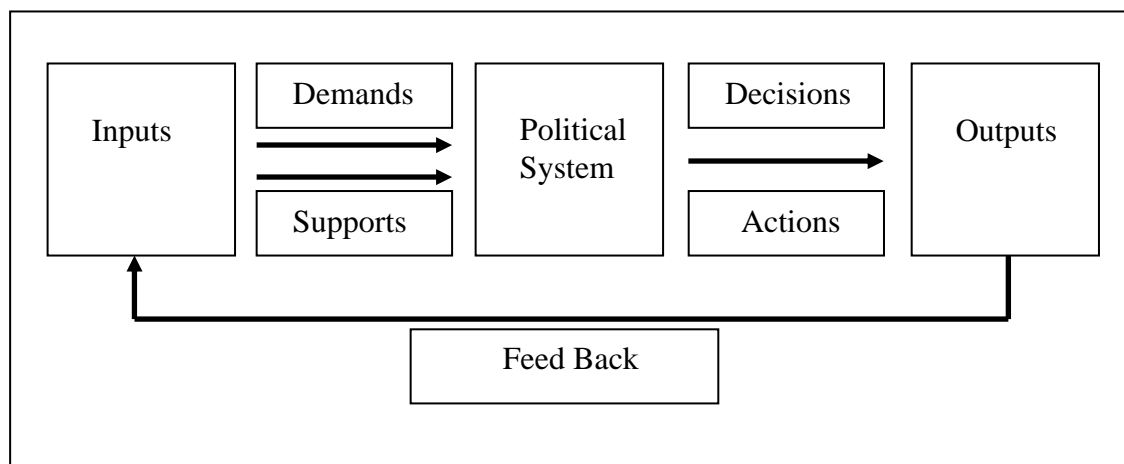 Inputs
Demands
Supports
Political
System
Decisions
Actions
Outputs
Feed Back